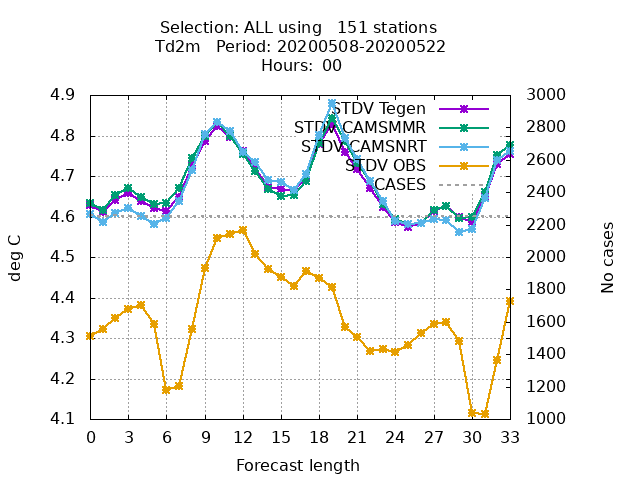 Selection: ALL using   151 stations
Td2m   Period: 20200508-20200522
Hours: 00
STDV Tegen
STDV CAMSMMR
STDV CAMSNRT
STDV OBS
CASES
deg C
4.9
4.8
4.7
4.6
4.5
4.4
4.3
4.2
4.1
No cases
3000
2800
2600
2400
2200
2000
1800
1600
1400
1200
1000
0 3 6 9 12 15 18 21 24 27 30 33
Forecast length